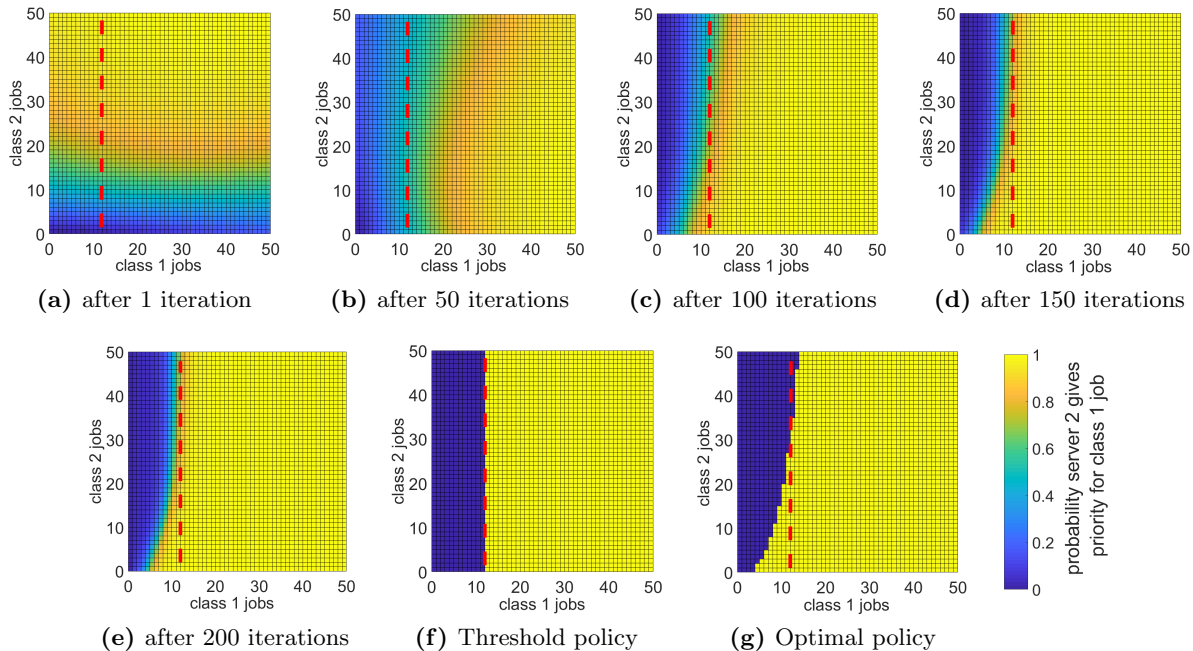 50
40
30
20
10
0
class 2 jobs
0 10 20 30 40 50
class 1 jobs
(a) after 1 iteration
50
40
30
20
10
0
class 2 jobs
0 10 20 30 40 50
class 1 jobs
(b) after 50 iterations
50
40
30
20
10
0
class 2 jobs
0 10 20 30 40 50
class 1 jobs
(c) after 100 iterations
50
40
30
20
10
0
class 2 jobs
0 10 20 30 40 50
class 1 jobs
(d) after 150 iterations
50
40
30
20
10
0
class 2 jobs
0 10 20 30 40 50
class 1 jobs
(e) after 200 iterations
50
40
30
20
10
0
class 2 jobs
0 10 20 30 40 50
class 1 jobs
(f) Threshold policy
50
40
30
20
10
0
class 2 jobs
0 10 20 30 40 50
class 1 jobs
(g) Optimal policy
1
0.8
0.6
0.4
0.2
0
probability server 2 gives
priority for class 1 job